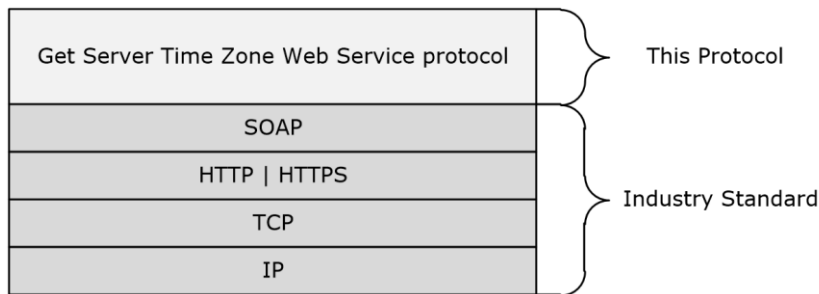 Get Server Time Zone Web Service protocol
This Protocol
SOAP
HTTP | HTTPS
Industry Standard
TCP
IP